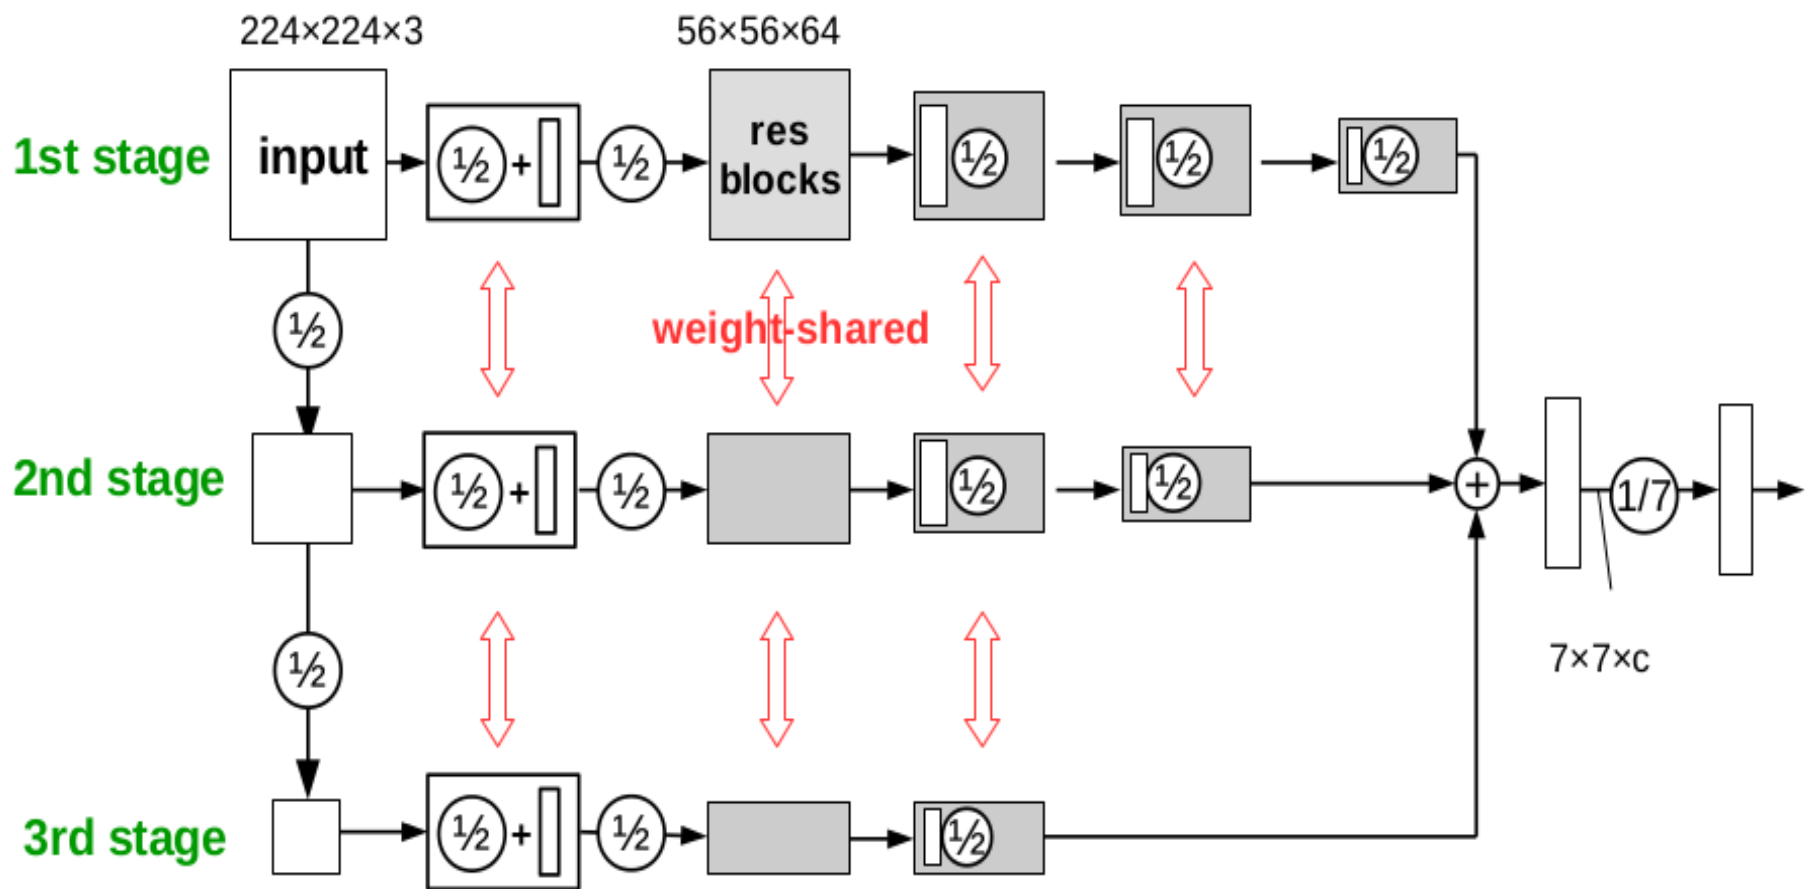 224×224×3
56×56×64
1st stage
input
½
+
½
res
blocks
½
½
½
½
weight-shared
2nd stage
½
+
½
½
½
+
1/7
7×7×c
½
3rd stage
½
+
½
½